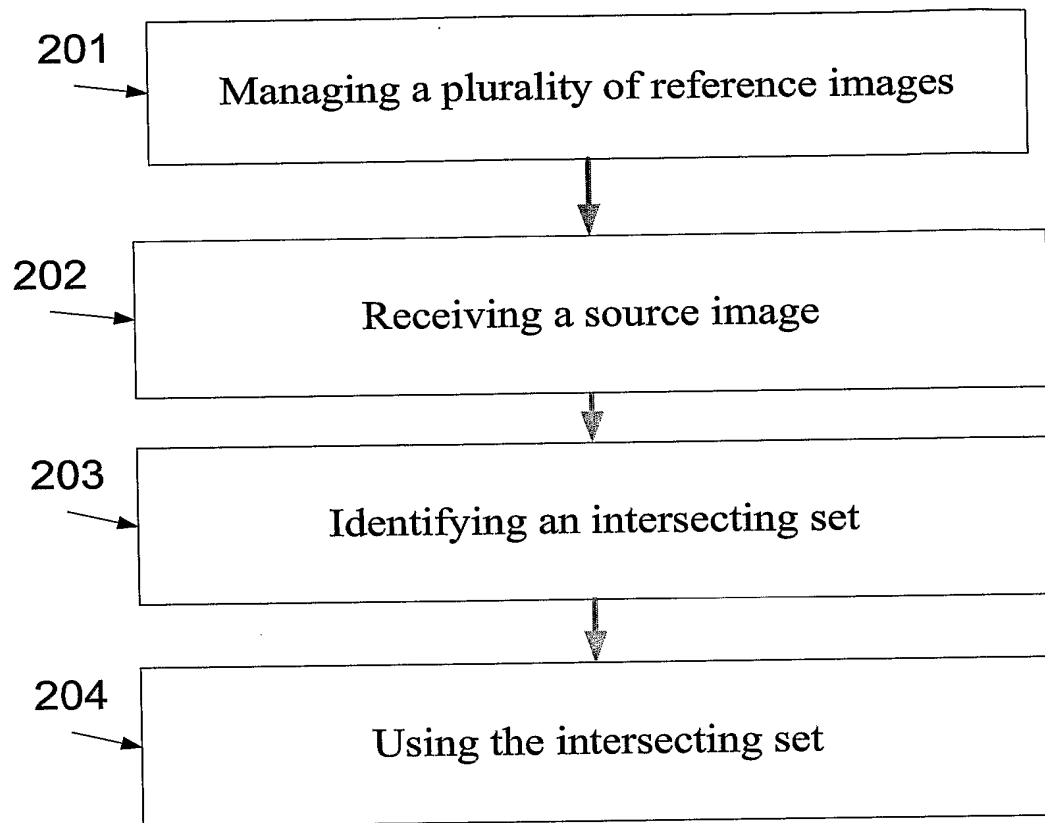 201
Managing a plurality of reference images
202
Receiving a source image
203
Identifying an intersecting set
204
Using the intersecting set